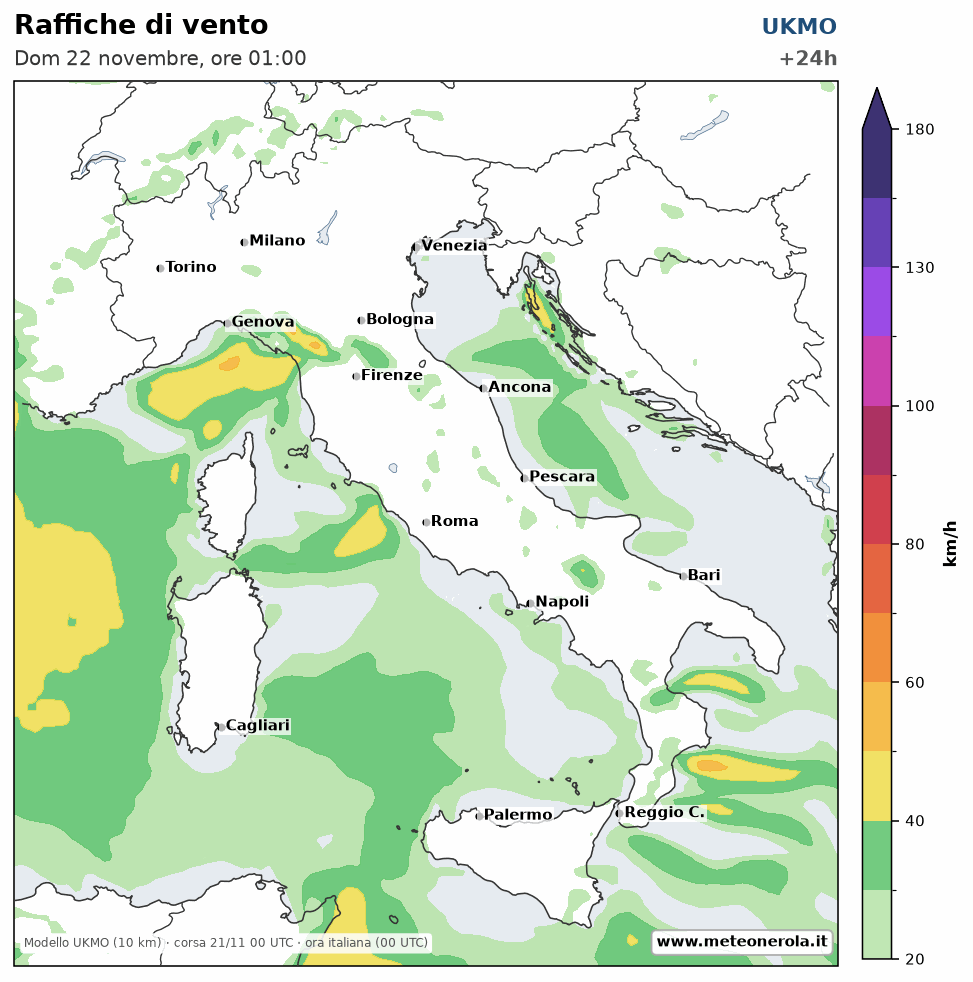 Raffiche di vento
UKMO
Dom 22 novembre, ore 01:00
+24h
180
130
100
80
60
40
20
km/h
Milano
Venezia
Torino
Genova
Bologna
Firenze
Ancona
Pescara
Roma
Bari
Napoli
Cagliari
Palermo
Reggio C.
Modello UKMO (10 km) · corsa 21/11 00 UTC · ora italiana (00 UTC)
www.meteonerola.it